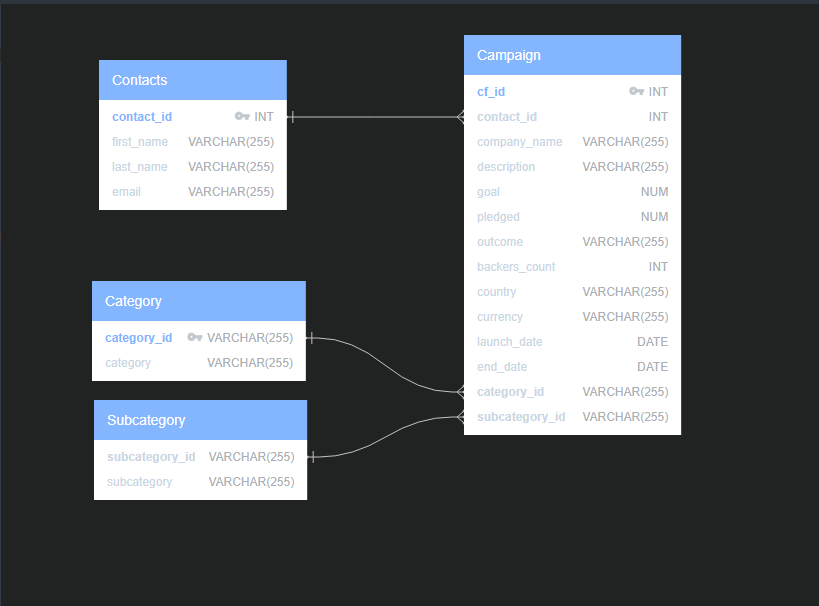 Contacts
contact_id INT
first_name VARCHAR(255)
last_name VARCHAR(255)
email VARCHAR(255)
Campaign
cf_id INT
contact_id INT
company_name VARCHAR(255)
description VARCHAR(255)
goal NUM
pledged NUM
outcome VARCHAR(255)
backers_count INT
country VARCHAR(255)
currency VARCHAR(255)
launch_date DATE
end_date DATE
category_id VARCHAR(255)
subcategory_id VARCHAR(255)
Category
category_id VARCHAR(255)
category VARCHAR(255)
Subcategory
subcategory_id VARCHAR(255)
subcategory VARCHAR(255)